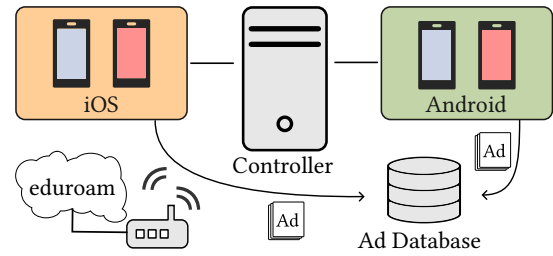 iOS
Controller
Android
Ad
eduroam
Ad
Ad Database